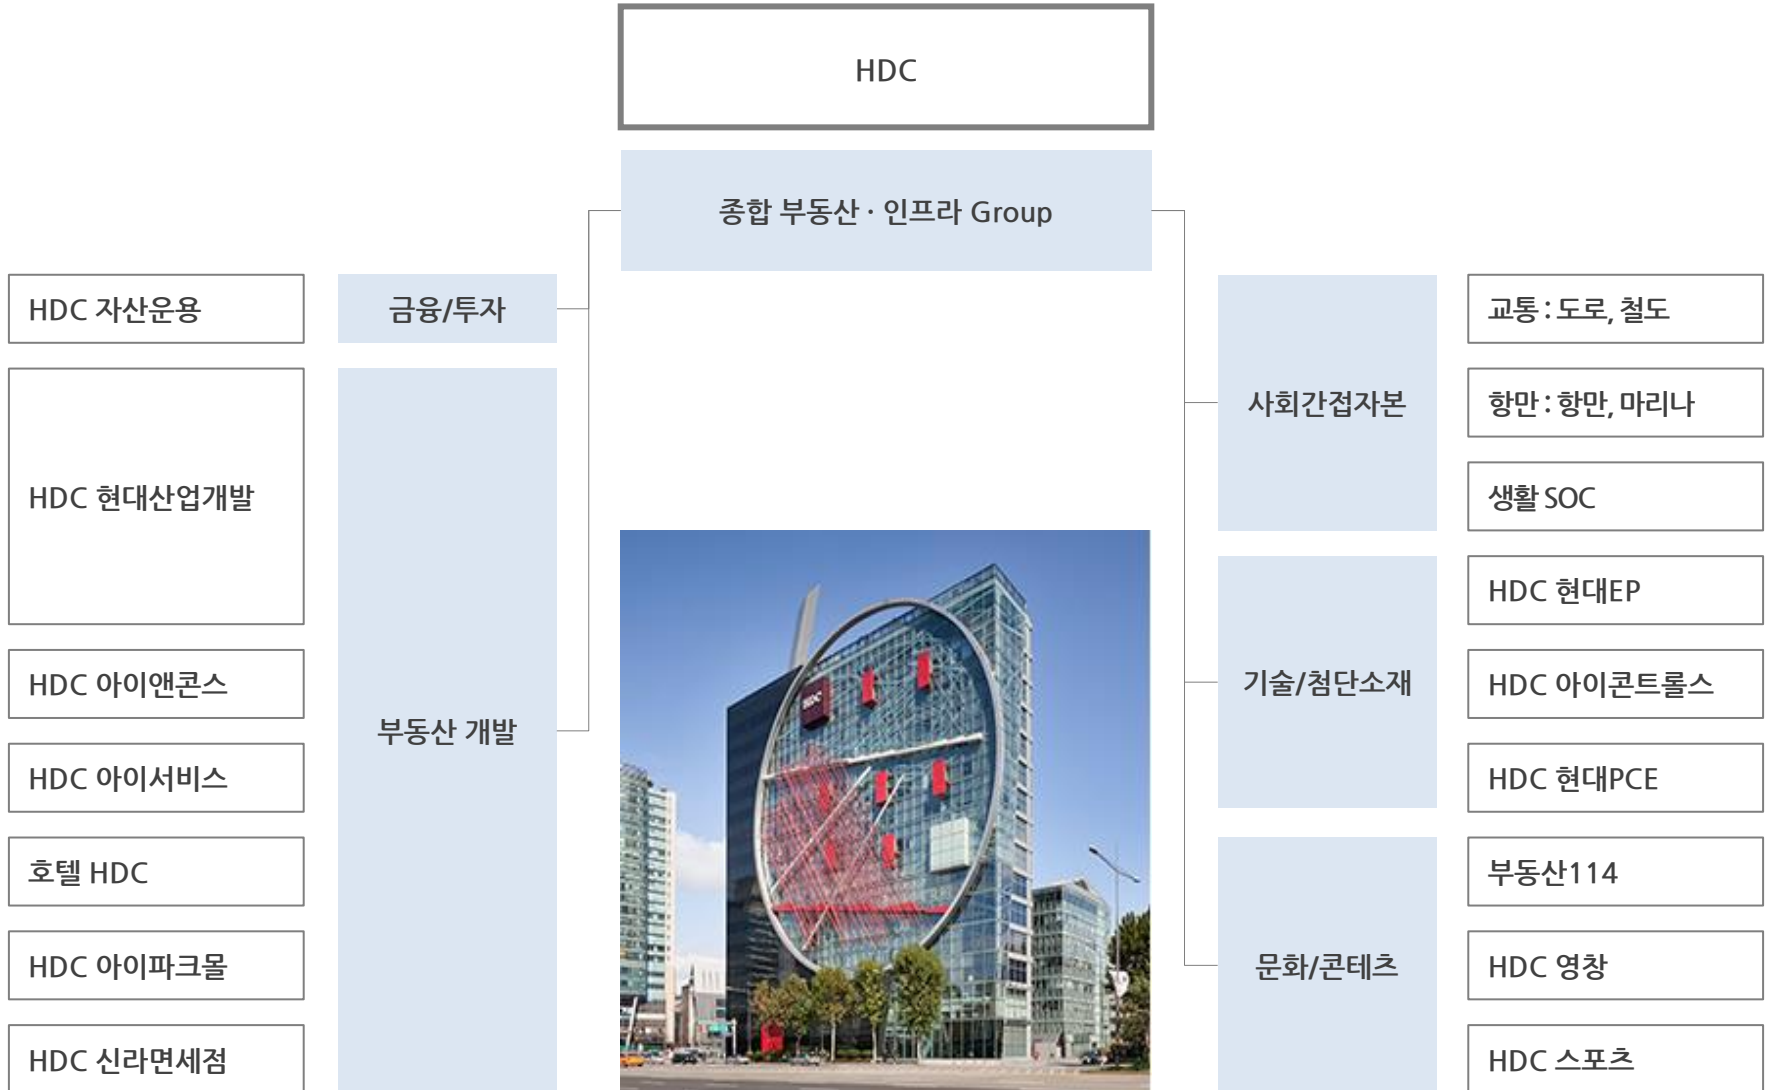 HDC
종합 부동산 · 인프라 Group
HDC 자산운용
금융/투자
HDC 현대산업개발
HDC 아이앤콘스
HDC 아이서비스
호텔 HDC
HDC 아이파크몰
HDC 신라면세점
부동산 개발
HDC
사회간접자본
교통 : 도로, 철도
항만 : 항만, 마리나
생활 SOC
기술/첨단소재
HDC 현대EP
HDC 아이콘트롤스
HDC 현대PCE
문화/콘테츠
부동산114
HDC 영창
HDC 스포츠